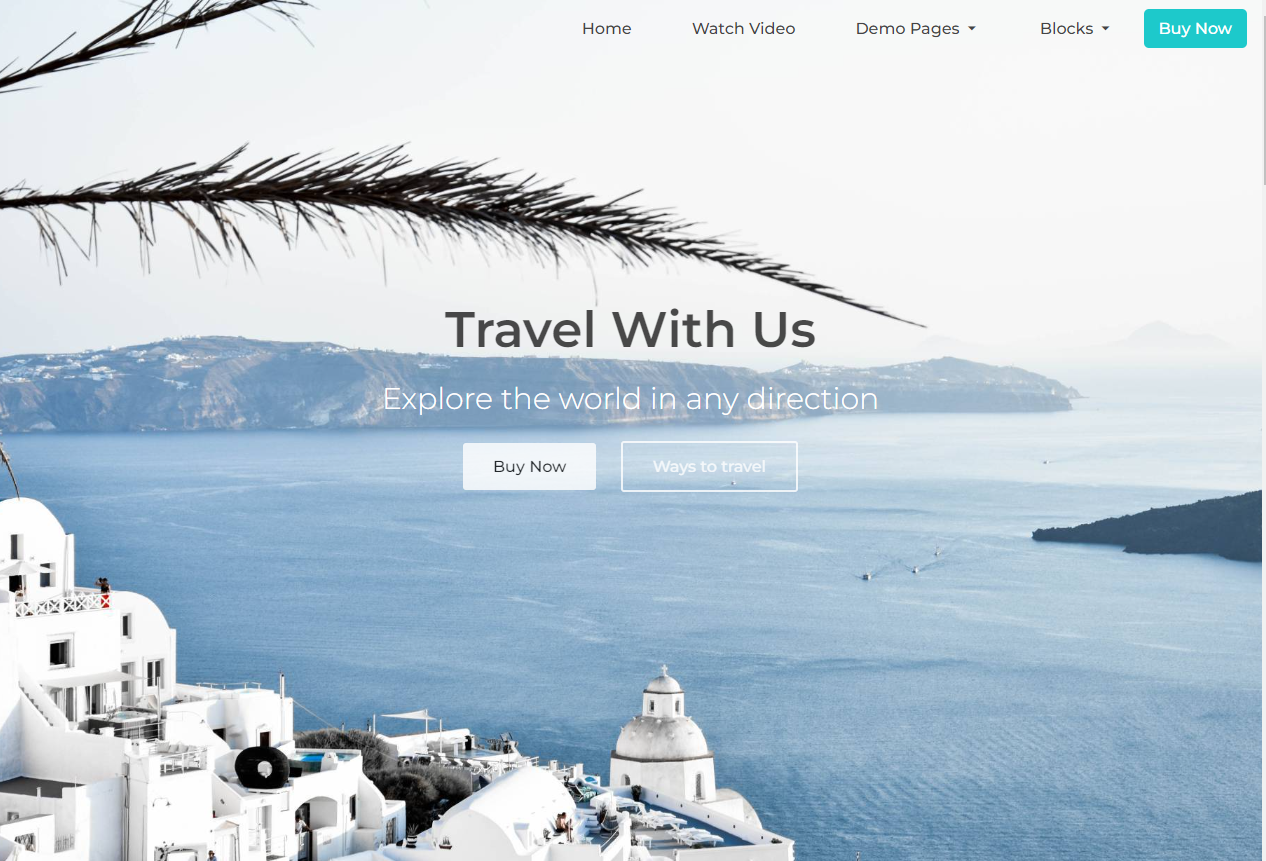 Home Watch Video Demo Pages Blocks Buy Now
Travel With Us
Explore the world in any direction
Buy Now Ways to travel